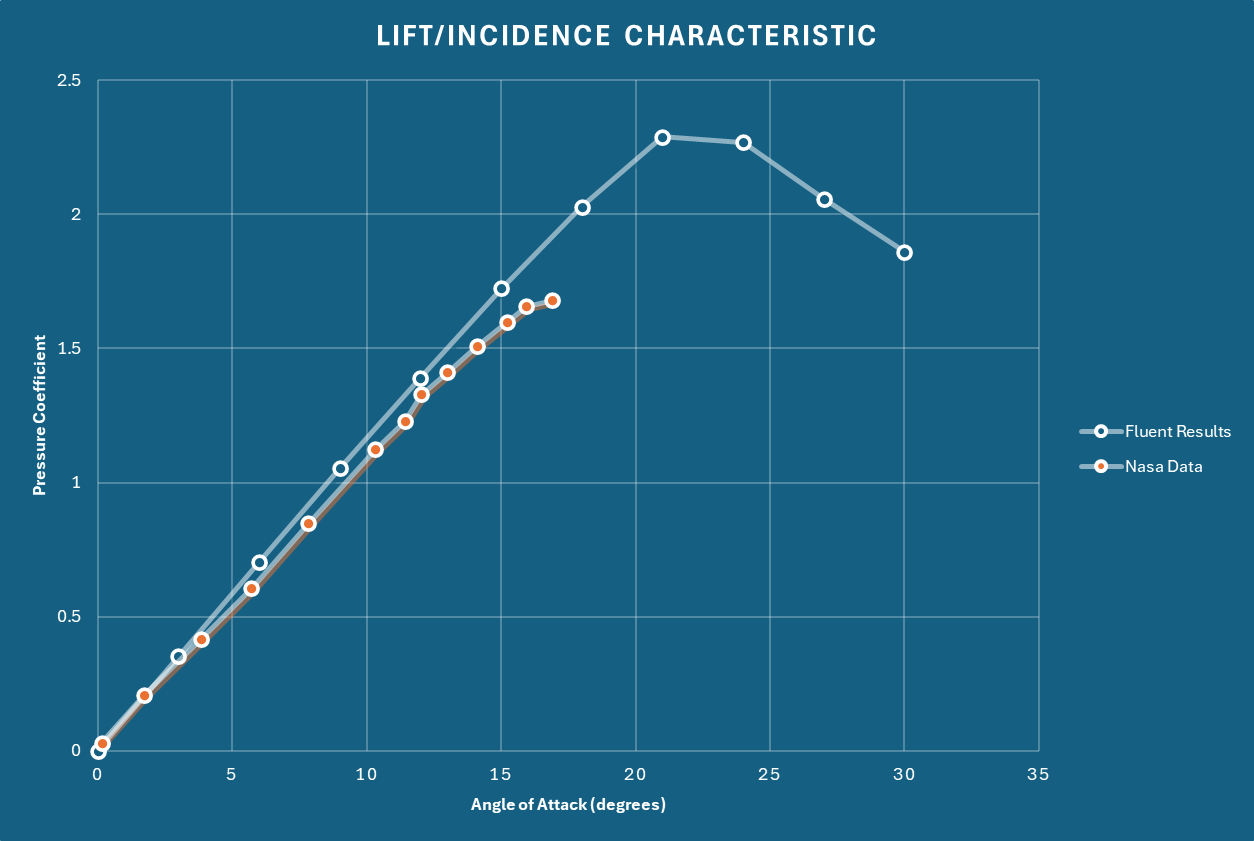 LIFT/INCIDENCE CHARACTERISTIC
2.5
2
1.5
1
0.5
0
Pressure Coefficient
0 5 10 15 20 25 30 35
Angle of Attack (degrees)
Fluent Results
Nasa Data